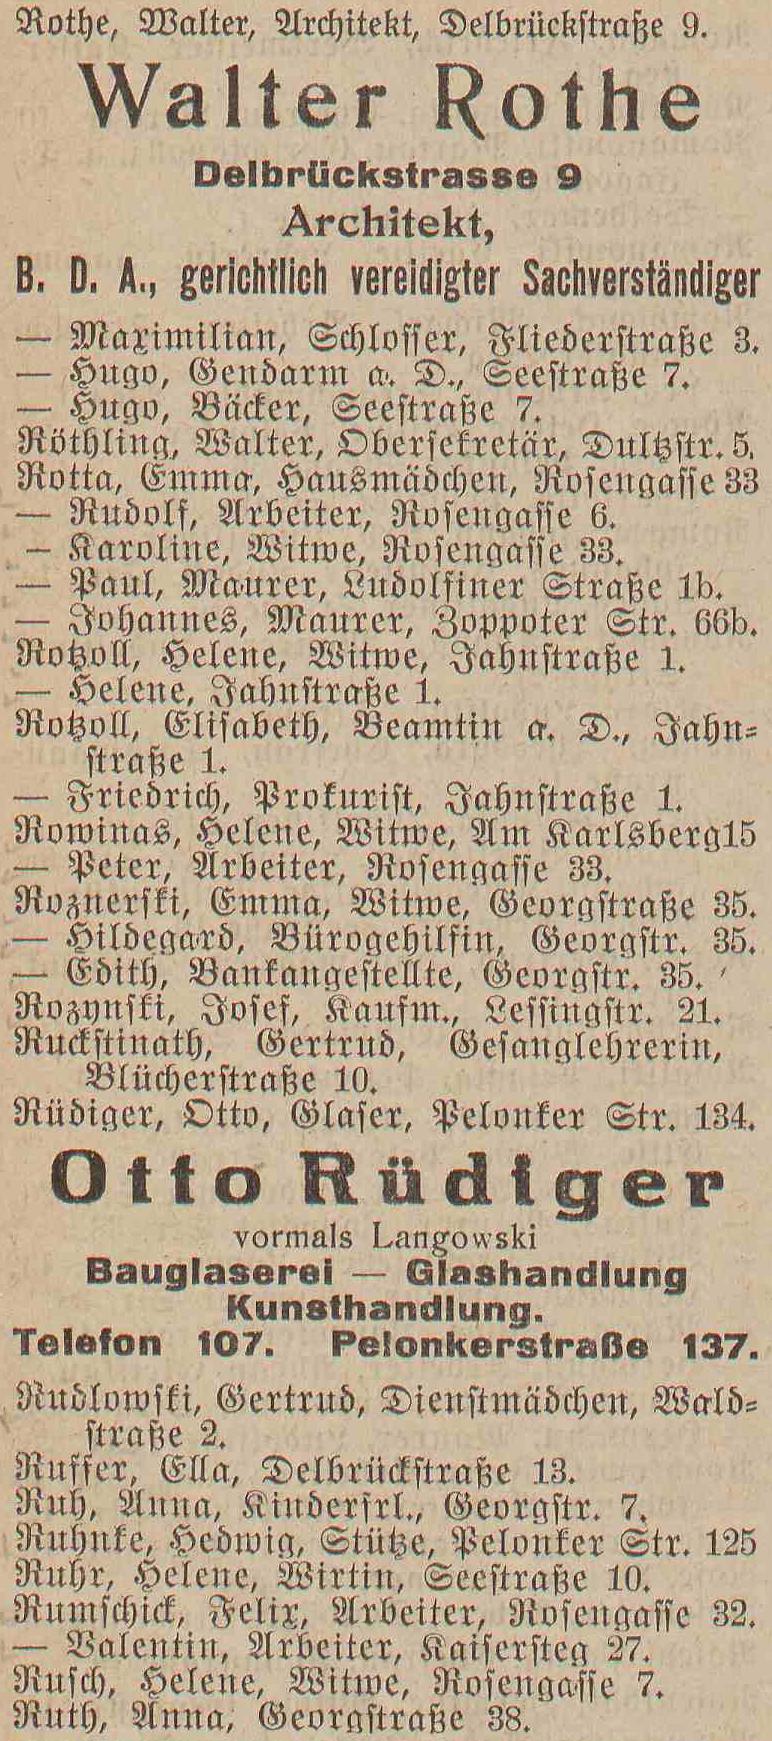 Rothe, Walter, Architekt, Delbrückstraße 9.
Walter Rothe
Delbrückstrasse 9
Architekt,
B. D. A., gerichtlich vereidigter Sachverständiger
— Maximilian, Schlosser, Fliederstraße 3.
— Hugo, Gendarm a. D., Seestraße 7.
— Hugo, Bäcker, Seestraße 7.
Röthling, Walter, Obersekretär, Dultzstr. 5.
Rotta, Emma, Hausmädchen, Rosengasse 33
— Rudolf, Arbeiter, Rosengasse 6.
— Karoline, Witwe, Rosengasse 33.
— Paul, Maurer, Ludolfiner Straße 1b.
— Johannes, Maurer, Zoppoter Str. 66b.
Rotzoll, Helene, Witwe, Jahnstraße 1.
— Helene, Jahnstraße 1.
Rotzoll, Elisabeth, Beamtin a. D., Jahn-
straße 1.
— Friedrich, Prokurist, Jahnstraße 1.
Rowinas, Helene, Witwe, Am Karlsberg15
— Peter, Arbeiter, Rosengasse 33.
Roznerski, Emma, Witwe, Georgstraße 35.
— Hildegard, Bürogehilfin, Georgstr. 35.
— Edith, Bankangestellte, Georgstr. 35.
Rozynski, Josef, Kaufm., Lessingstr. 21.
Ruckstinath, Gertrud, Gesanglehrerin,
Blücherstraße 10.
Rüdiger, Otto, Glaser, Pelonker Str. 134.
Otto Rüdiger
vormals Langowski
Bauglaserei — Glashandlung
Kunsthandlung.
Telefon 107. Pelonkerstraße 137.
Rudlowski, Gertrud, Dienstmädchen, Wald-
straße 2.
Ruffer, Ella, Delbrückstraße 13.
Ruh, Anna, Kinderfrl., Georgstr. 7.
Ruhnke, Hedwig, Stütze, Pelonker Str. 125
Ruhr, Helene, Wirtin, Seestraße 10.
Rumschick, Felix, Arbeiter, Rosengasse 32.
— Valentin, Arbeiter, Kaisersteg 27.
Rusch, Helene, Witwe, Rosengasse 7.
Ruth, Anna, Georgstraße 38.